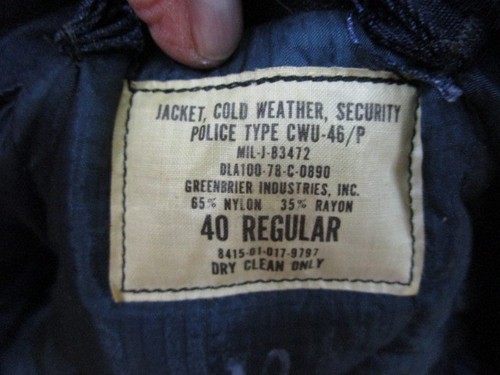 JACKET, COLD WEATHER, SECURITY
POLICE TYPE CWU-46/P
MIL-J-83472
DLA100-78-C-0890
GREENBRIER INDUSTRIES, INC.
65% NYLON 35% RAYON
40 REGULAR
8415-01-017-9797
DRY CLEAN ONLY